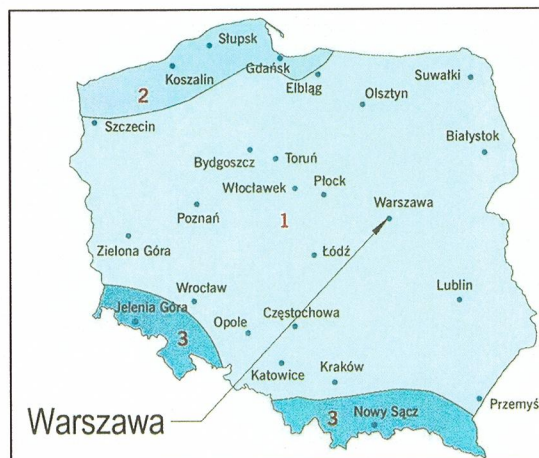 Słupsk
Koszalin
Gdańsk
Elbląg
Suwałki
Olsztyn
2
Szczecin
Białystok
Bydgoszcz
Toruń
Włocławek
Płock
Poznań
Warszawa
1
Zielona Góra
Łódź
Wrocław
Lublin
Jelenia Góra
Opole
Częstochowa
3
Katowice
Kraków
Przemyś
Warszawa
3
Nowy Sącz